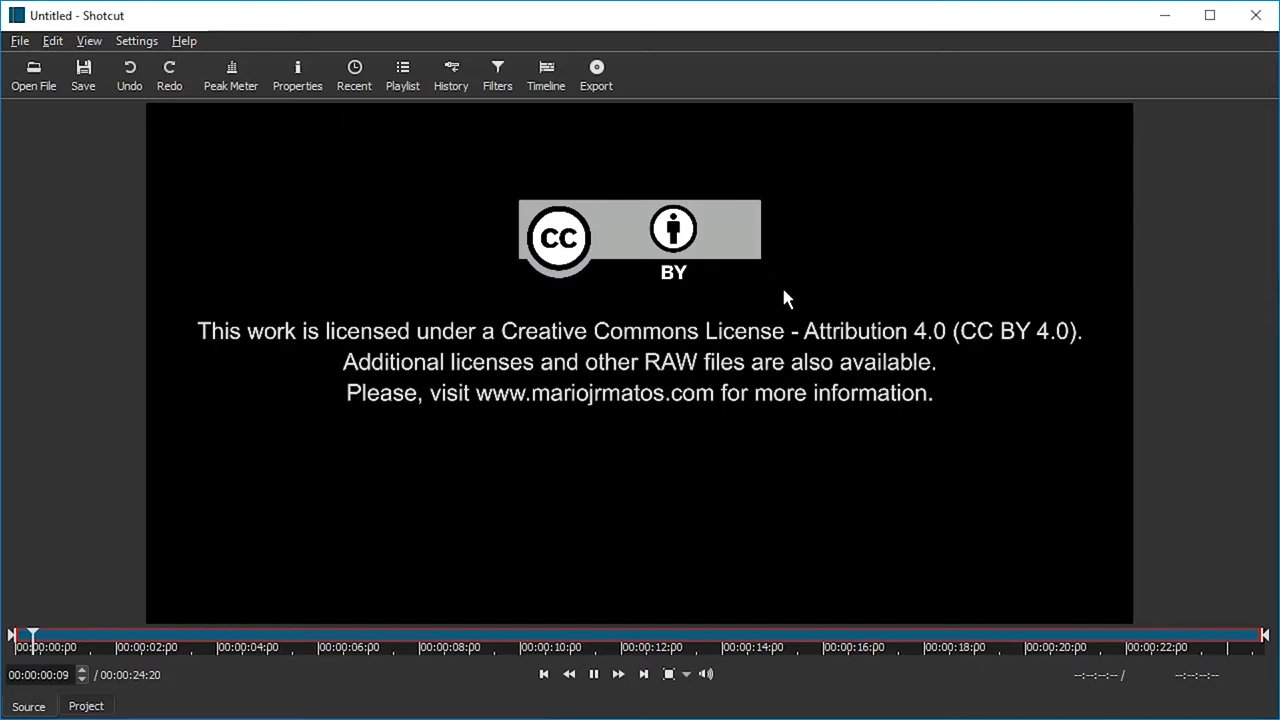 Untitled - Shotcut
File Edit View Settings Help
Open File Save Undo Redo Peak Meter Properties Recent Playlist History Filters Timeline Export
CC
BY
This work is licensed under a Creative Commons License - Attribution 4.0 (CC BY 4.0).
Additional licenses and other RAW files are also available.
Please, visit www.mariojrmatos.com for more information.
00:00:00:00 00:00:02:00 00:00:04:00 00:00:06:00 00:00:08:00 00:00:10:00 00:00:12:00 00:00:14:00 00:00:16:00 00:00:18:00 00:00:20:00 00:00:22:00
00:00:00:09 / 00:00:24:20 --:--:--:-- / --:--:--:--
Source Project